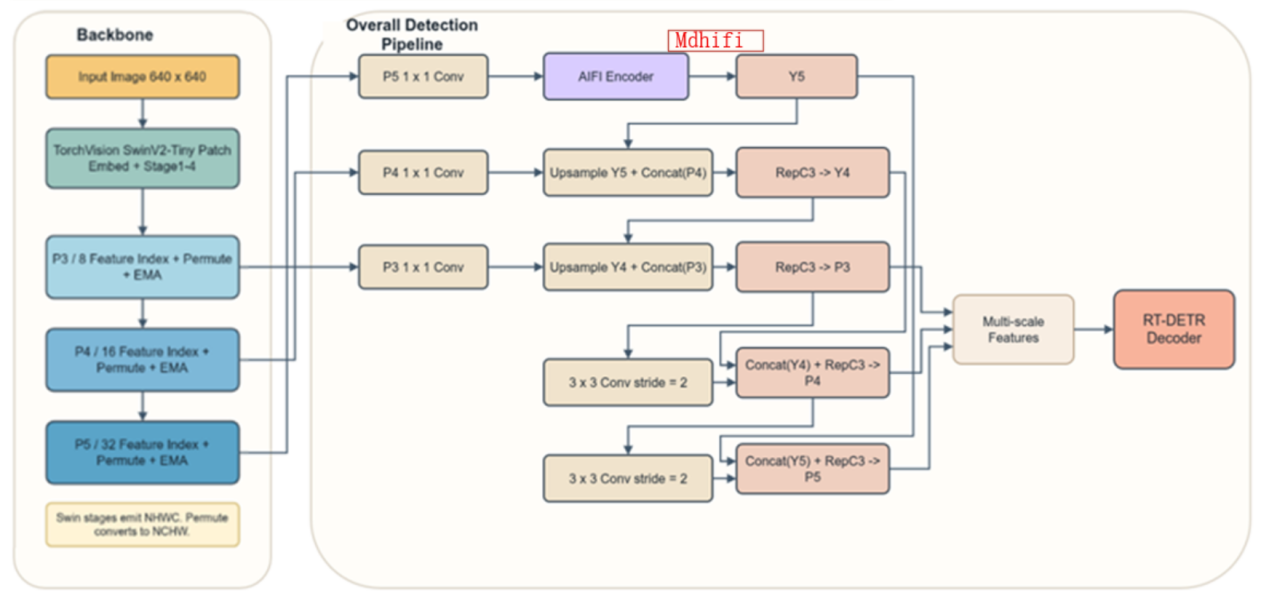 Backbone
Input Image 640 x 640
TorchVision SwinV2-Tiny Patch
Embed + Stage1-4
P3 / 8 Feature Index + Permute
+ EMA
P4 / 16 Feature Index +
Permute + EMA
P5 / 32 Feature Index +
Permute + EMA
Swin stages emit NHWC. Permute
converts to NCHW.
Overall Detection
Pipeline
Mdhifi
P5 1 x 1 Conv
AIFI Encoder
Y5
P4 1 x 1 Conv
Upsample Y5 + Concat(P4)
RepC3 -> Y4
P3 1 x 1 Conv
Upsample Y4 + Concat(P3)
RepC3 -> P3
3 x 3 Conv stride = 2
Concat(Y4) + RepC3 ->
P4
3 x 3 Conv stride = 2
Concat(Y5) + RepC3 ->
P5
Multi-scale
Features
RT-DETR
Decoder